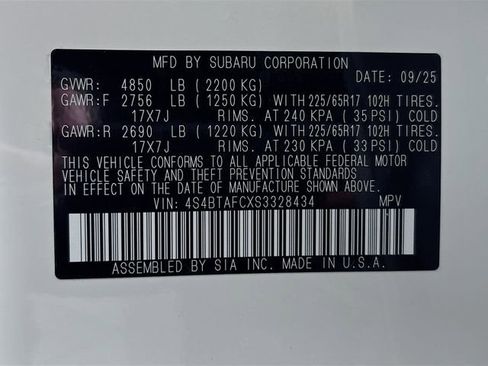 MFD BY SUBARU CORPORATION
DATE: 09/25
GVWR: 4850 LB (2200 KG)
GAWR:F 2756 LB (1250 KG) WITH 225/65R17 102H TIRES.
17X7J RIMS. AT 240 KPA (35 PSI) COLD
GAWR:R 2690 LB (1220 KG) WITH 225/65R17 102H TIRES.
17X7J RIMS. AT 230 KPA (33 PSI) COLD
THIS VEHICLE CONFORMS TO ALL APPLICABLE FEDERAL MOTOR
VEHICLE SAFETY AND THEFT PREVENTION STANDARDS
IN EFFECT ON THE DATE OF MANUFACTURE SHOWN ABOVE.
VIN: 4S4BTAFCXS3328434 MPV
ASSEMBLED BY SIA INC. MADE IN U.S.A.